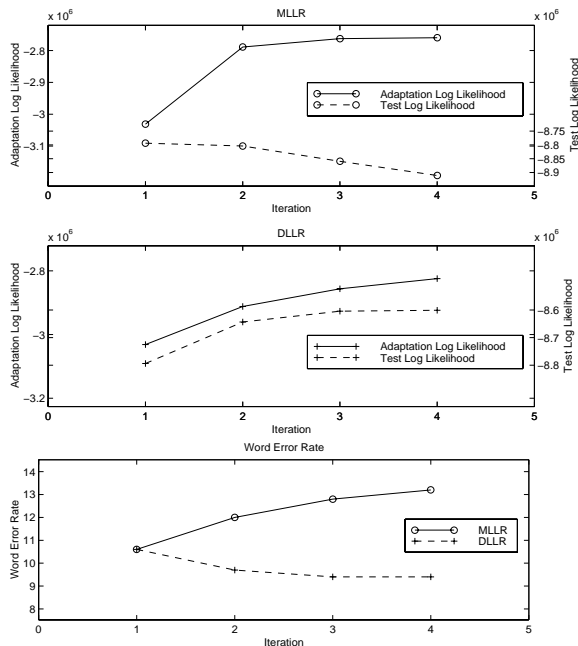 MLLR
x 10^6
x 10^6
−2.8
−2.9
−3
−3.1
Adaptation Log Likelihood
−8.75
−8.8
−8.85
−8.9
Test Log Likelihood
Adaptation Log Likelihood
Test Log Likelihood
0 1 2 3 4 5
Iteration
DLLR
x 10^6
x 10^6
−2.8
−3
−3.2
Adaptation Log Likelihood
−8.6
−8.7
−8.8
Test Log Likelihood
Adaptation Log Likelihood
Test Log Likelihood
0 1 2 3 4 5
Iteration
Word Error Rate
14
13
12
11
10
9
8
Word Error Rate
MLLR
DLLR
0 1 2 3 4 5
Iteration